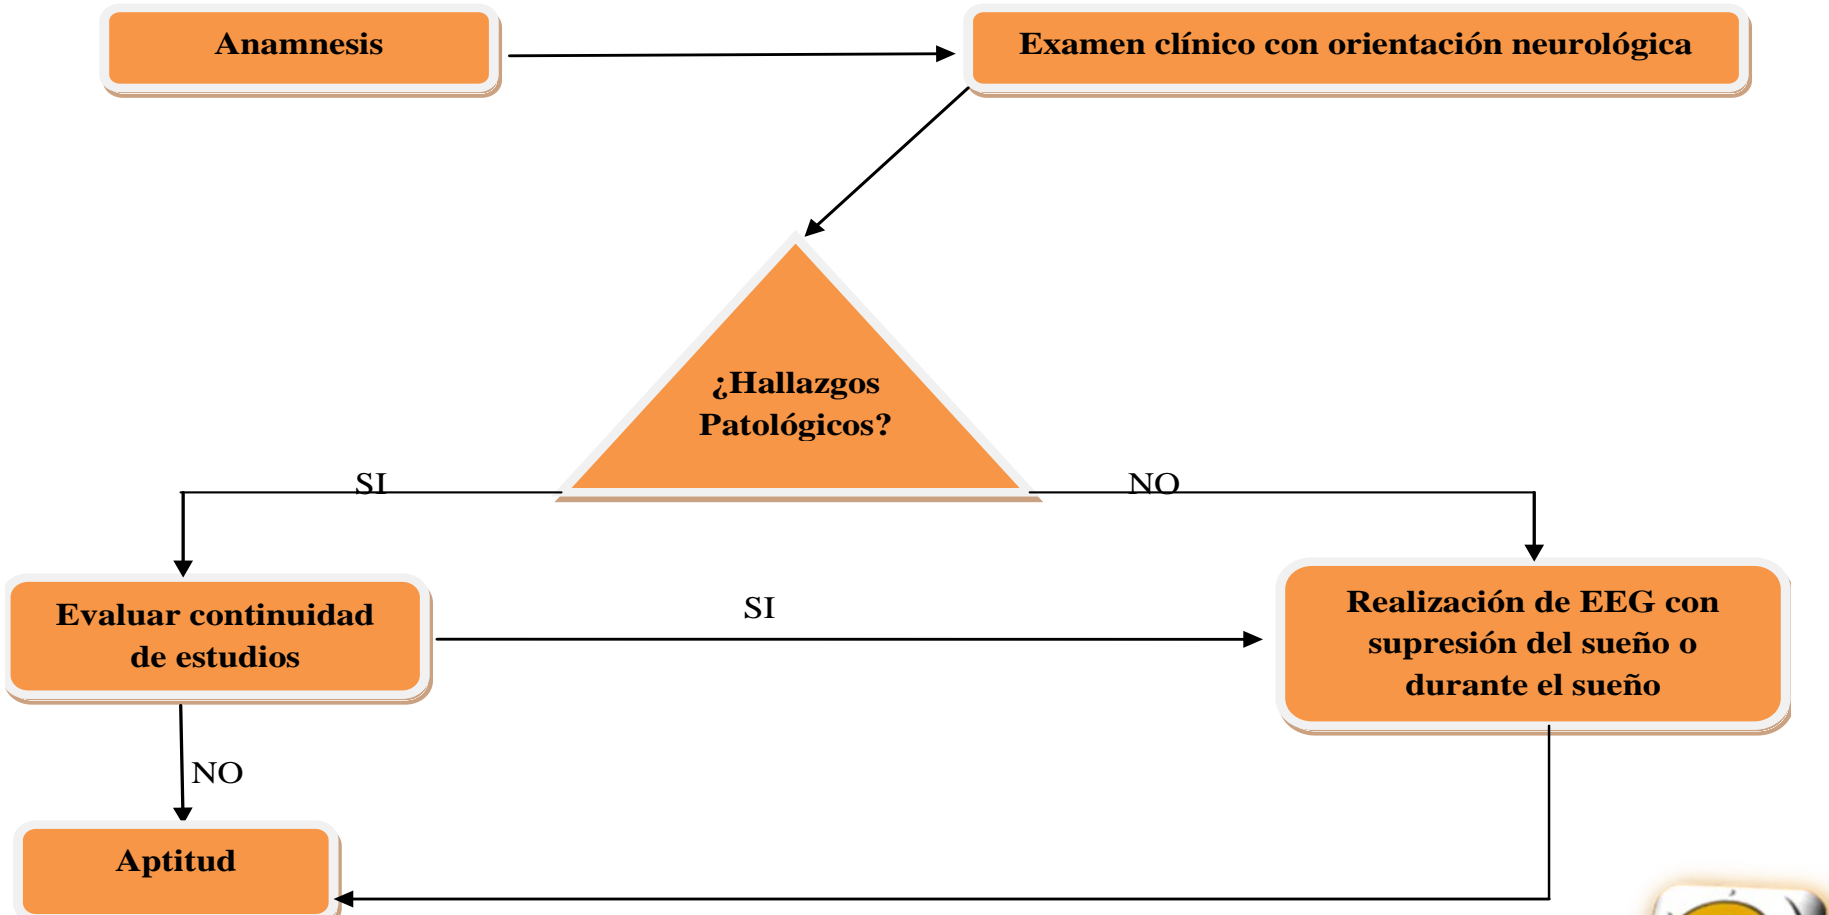 Anamnesis
Examen clínico con orientación neurológica
¿Hallazgos
Patológicos?
SI
NO
Evaluar continuidad
de estudios
SI
Realización de EEG con
supresión del sueño o
durante el sueño
NO
Aptitud